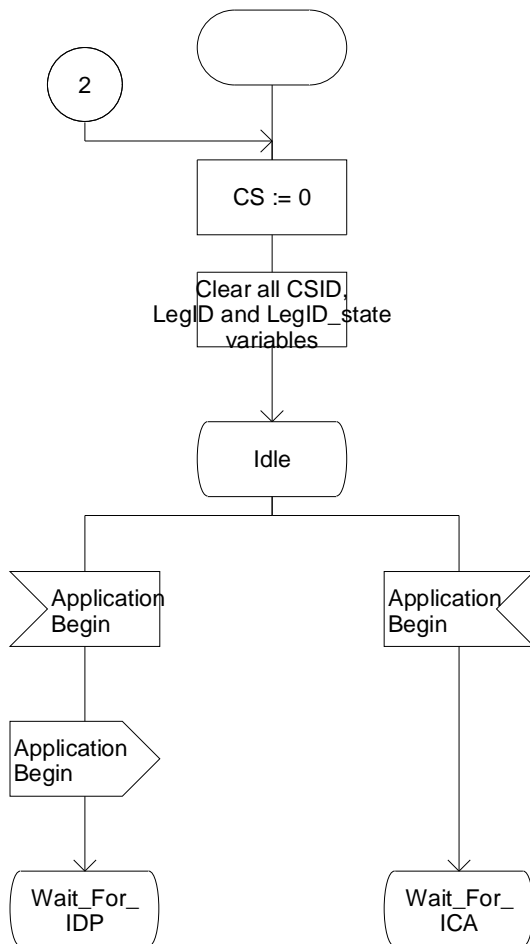 2
CS := 0
Clear all CSID,
LegID and LegID_state
variables
Idle
Application
Begin
Application
Begin
Application
Begin
Wait_For_
IDP
Wait_For_
ICA